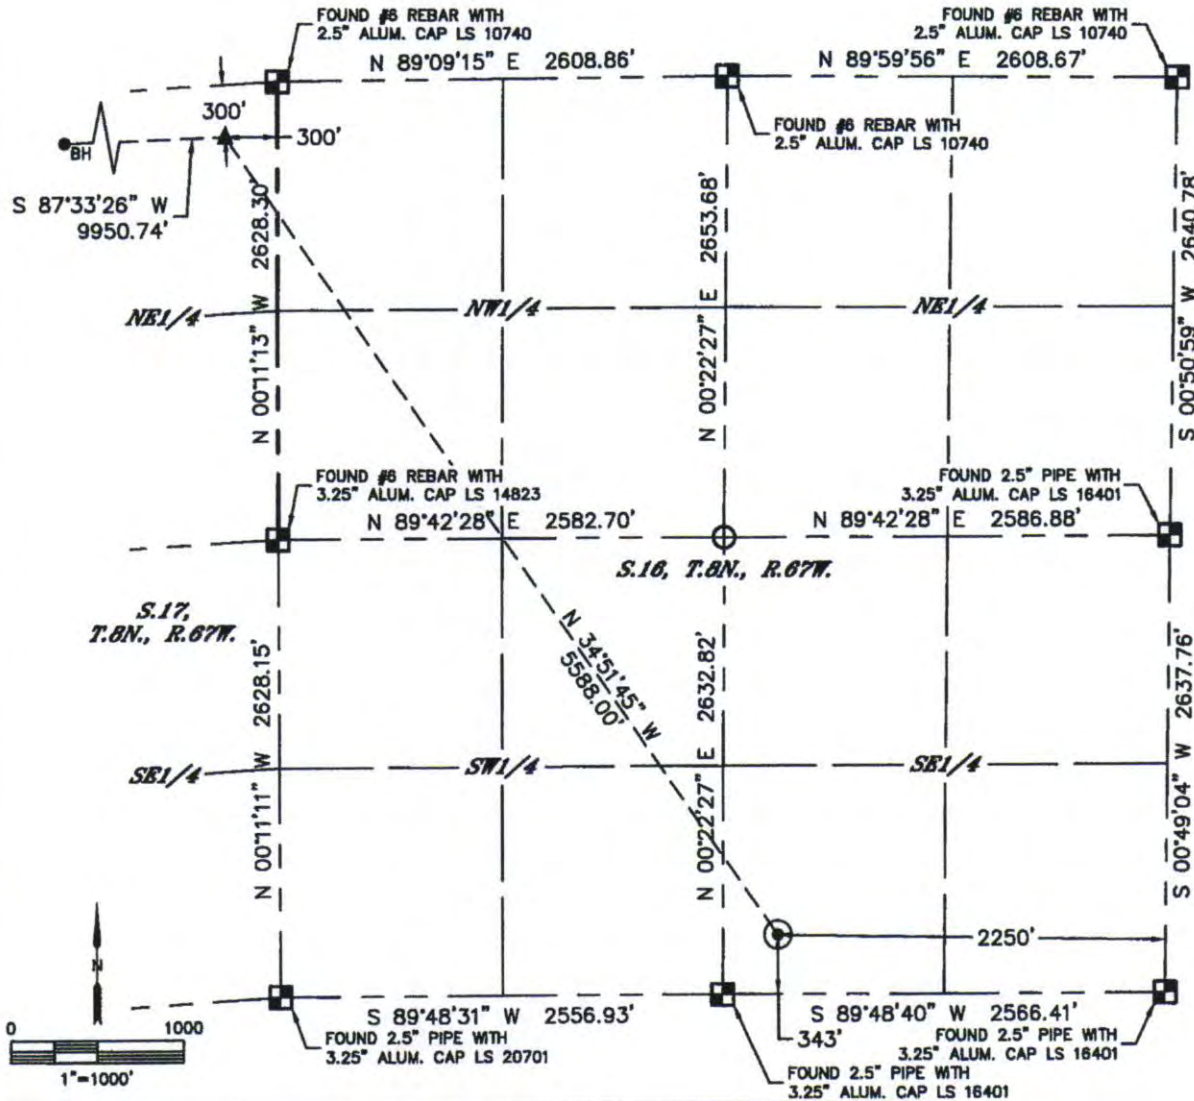 FOUND #6 REBAR WITH
2.5" ALUM. CAP LS 10740
FOUND #6 REBAR WITH
2.5" ALUM. CAP LS 10740
N 89°09'15" E 2608.86'
N 89°59'56" E 2608.67'
300'
300'
FOUND #6 REBAR WITH
2.5" ALUM. CAP LS 10740
BH
S 87°33'26" W
9950.74'
N 00°11'13" W 2628.30'
N 00°22'27" E 2653.68'
S 00°50'59" W 2640.78'
NE1/4
NW1/4
NE1/4
FOUND #6 REBAR WITH
3.25" ALUM. CAP LS 14823
FOUND 2.5" PIPE WITH
3.25" ALUM. CAP LS 16401
N 89°42'28" E 2582.70'
N 89°42'28" E 2586.88'
S.16, T.6N., R.67W.
S.17,
T.6N., R.67W.
N 34°51'45" W
5588.00'
N 00°11'11" W 2628.15'
N 00°22'27" E 2632.82'
S 00°49'04" W 2637.76'
SE1/4
SW1/4
SE1/4
2250'
N
0 1000
1"=1000'
S 89°48'31" W 2556.93'
S 89°48'40" W 2566.41'
343'
FOUND 2.5" PIPE WITH
3.25" ALUM. CAP LS 20701
FOUND 2.5" PIPE WITH
3.25" ALUM. CAP LS 16401
FOUND 2.5" PIPE WITH
3.25" ALUM. CAP LS 16401